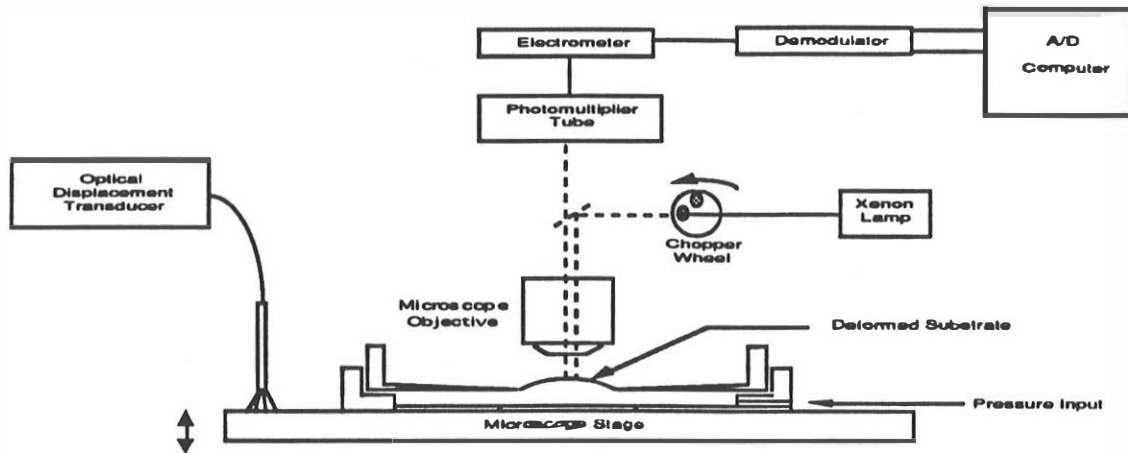 Electrometer
Demodulator
A/D
Computer
Photomultiplier
Tube
Optical
Displacement
Transducer
Xenon
Lamp
Chopper
Wheel
Microscope
Objective
Deformed Substrate
Pressure Input
Microscope Stage